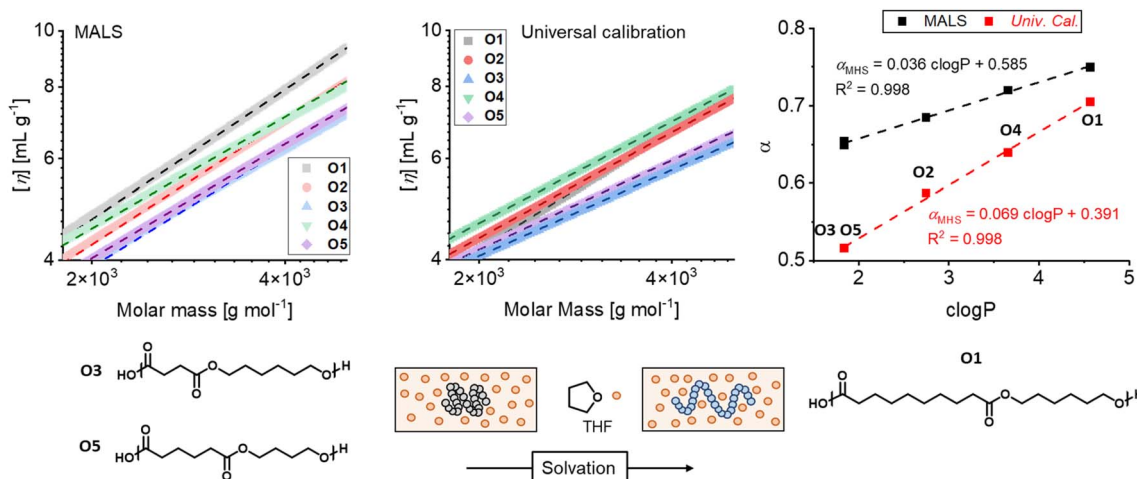 MALS
[η] [mL g⁻¹]
10
8
6
4
2×10³
4×10³
Molar mass [g mol⁻¹]
O1
O2
O3
O4
O5
Universal calibration
[η] [mL g⁻¹]
10
8
6
4
2×10³
4×10³
Molar Mass [g mol⁻¹]
O1
O2
O3
O4
O5
MALS Univ. Cal.
α
0.8
0.7
0.6
0.5
2 3 4 5
clogP
α_MHS = 0.036 clogP + 0.585
R² = 0.998
O1
O4
O2
O3 O5
α_MHS = 0.069 clogP + 0.391
R² = 0.998
O3
HO O O O O H
O5
HO O O O O H
O
THF
Solvation
O1
HO O O O O H